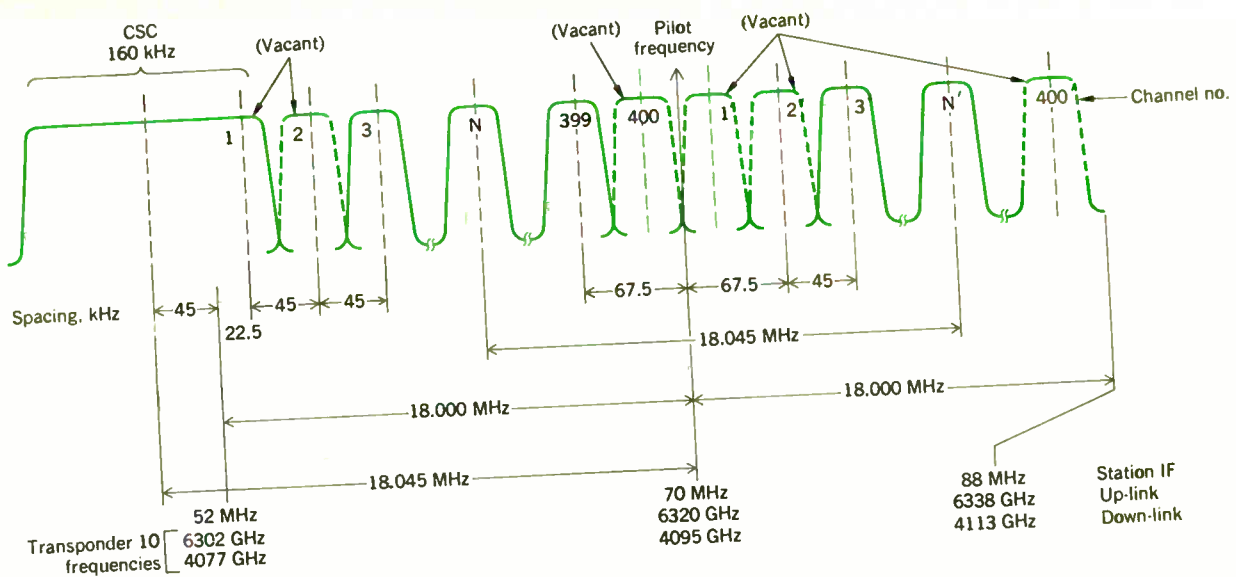 CSC
160 kHz
(Vacant)
(Vacant)
Pilot
frequency
(Vacant)
1
2
3
N
399
400
1
2
3
N′
400
Channel no.
Spacing, kHz
45
45
45
67.5
67.5
45
22.5
18.045 MHz
18.000 MHz
18.000 MHz
18.045 MHz
52 MHz
70 MHz
88 MHz
Station IF
Transponder 10
frequencies
6302 GHz
6320 GHz
6338 GHz
Up-link
4077 GHz
4095 GHz
4113 GHz
Down-link